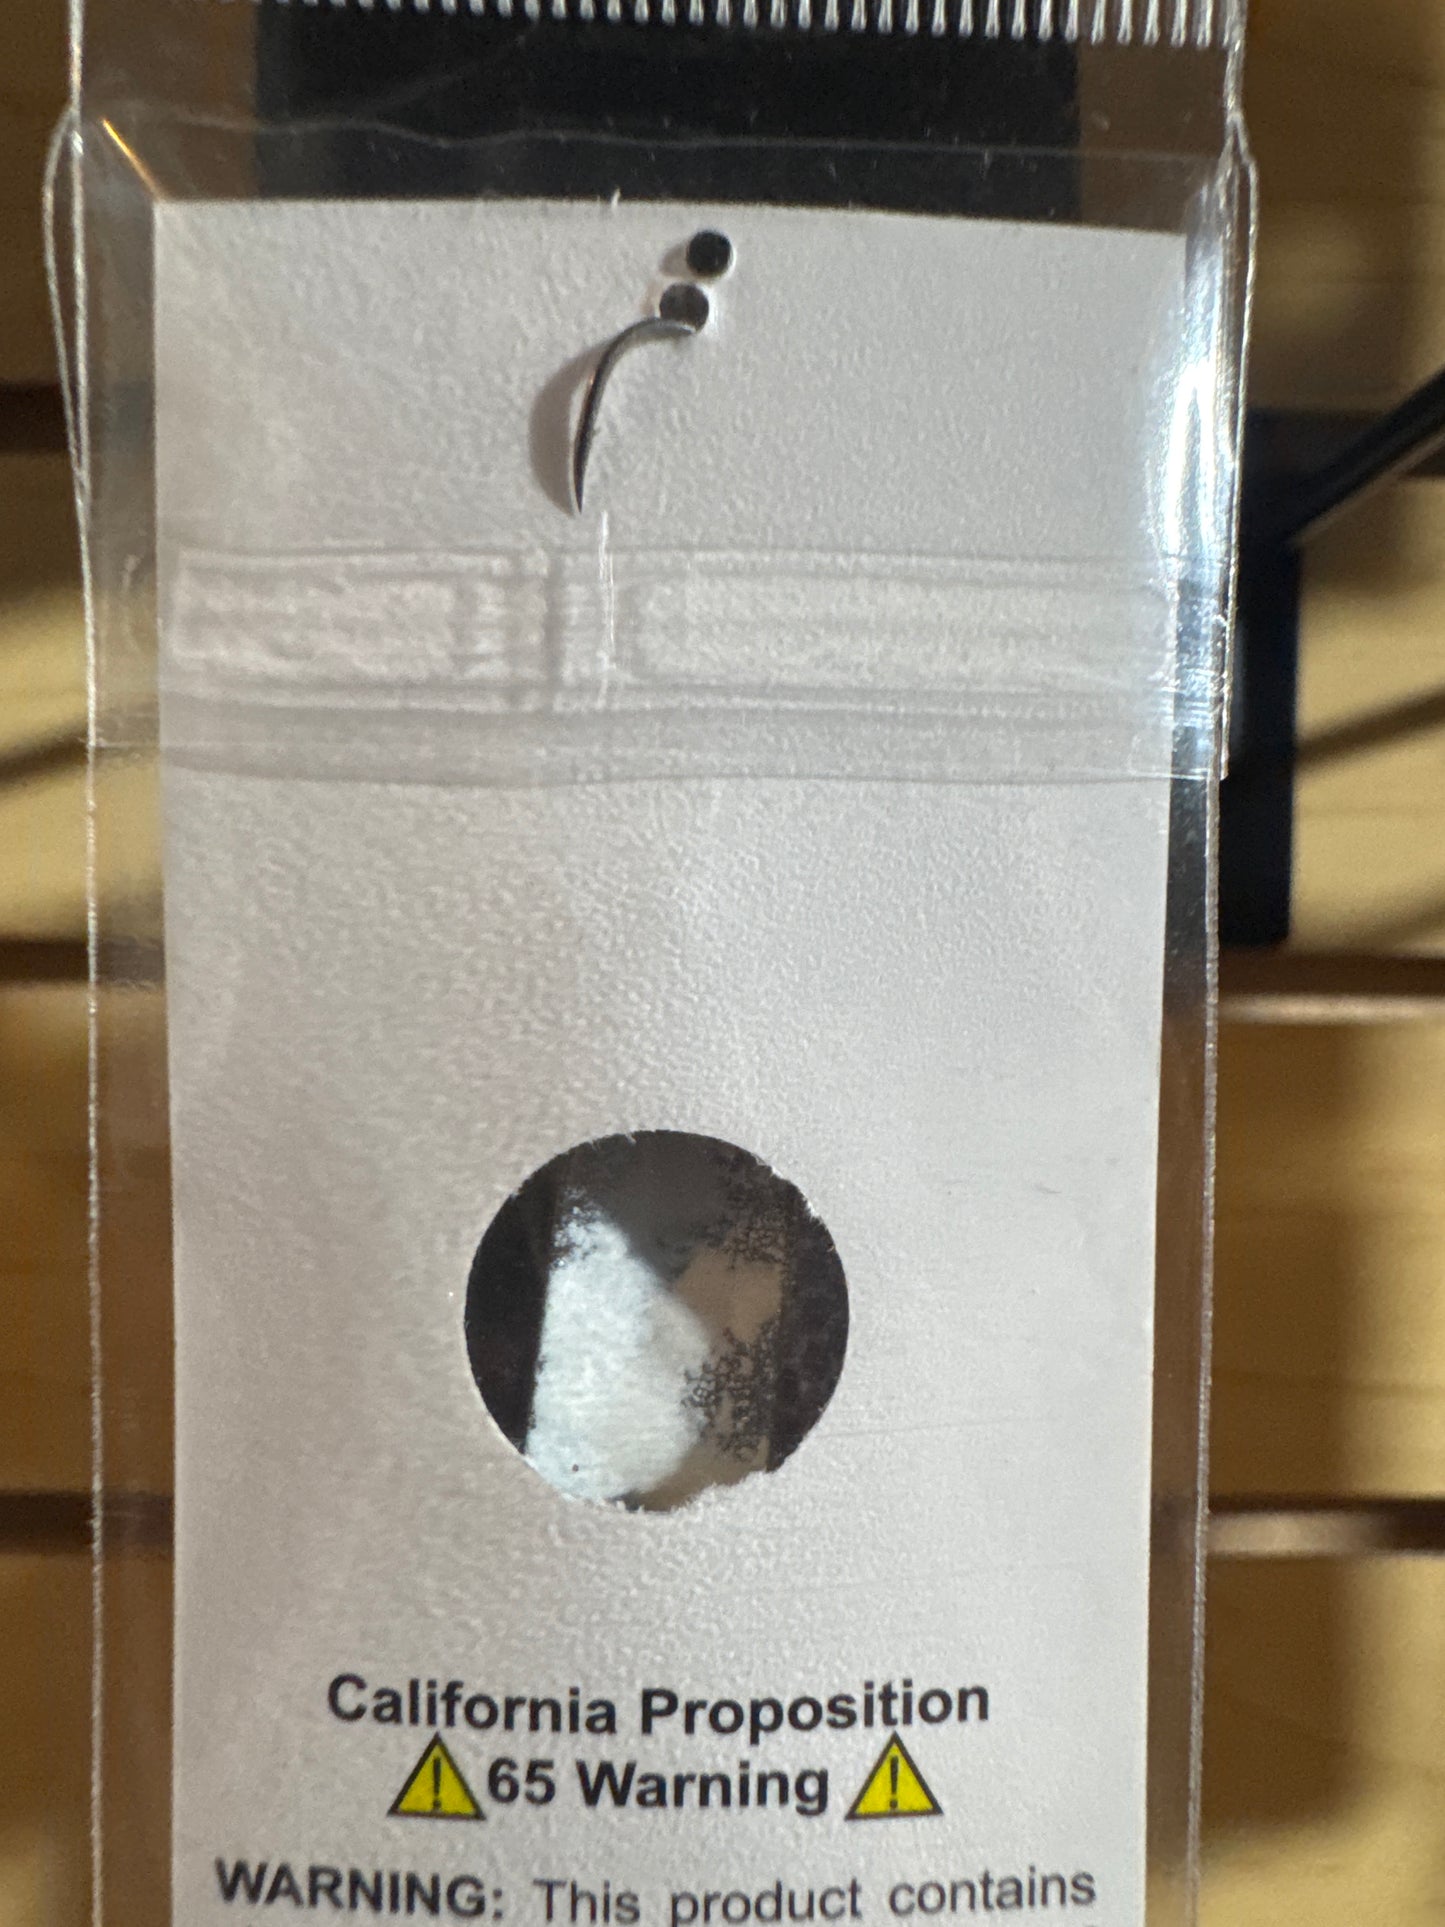 California Proposition
65 Warning
WARNING: This product contains